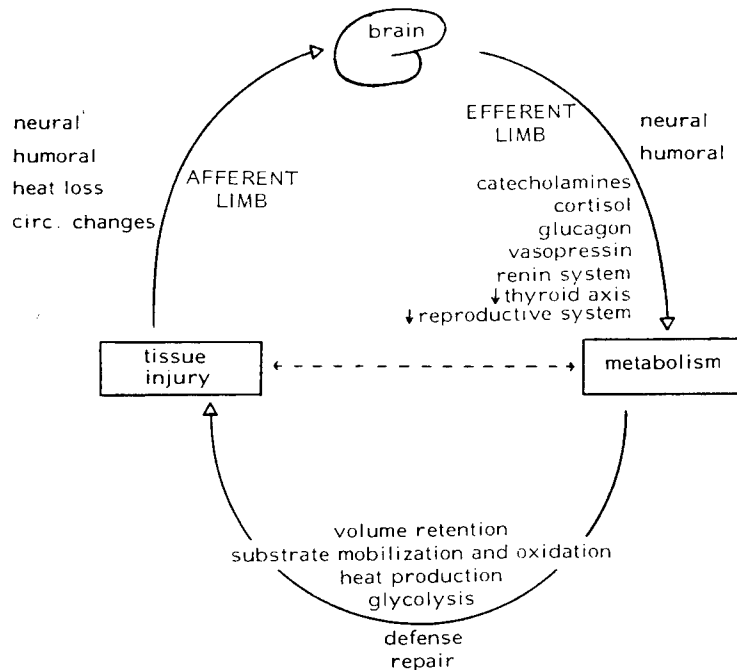 brain
EFFERENT
LIMB
neural
humoral
neural
humoral
heat loss
circ. changes
AFFERENT
LIMB
catecholamines
cortisol
glucagon
vasopressin
renin system
↓ thyroid axis
↓ reproductive system
tissue
injury
metabolism
volume retention
substrate mobilization and oxidation
heat production
glycolysis
defense
repair